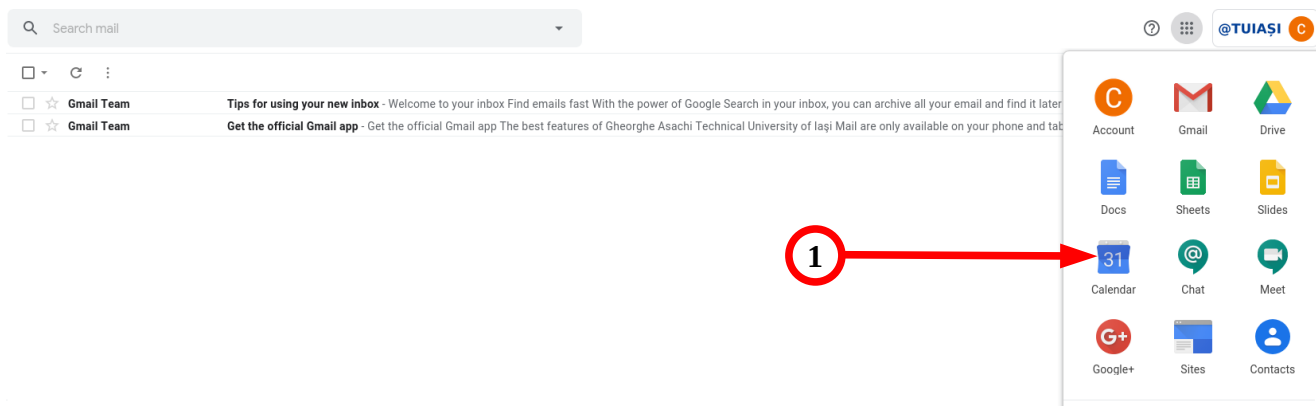 Search mail
@TUIAȘI C
Gmail Team Tips for using your new inbox - Welcome to your inbox Find emails fast With the power of Google Search in your inbox, you can archive all your email and find it later
Gmail Team Get the official Gmail app - Get the official Gmail app The best features of Gheorghe Asachi Technical University of Iaşi Mail are only available on your phone and tab
C
Account Gmail Drive
Docs Sheets Slides
1
31
Calendar Chat Meet
G+
Google+ Sites Contacts